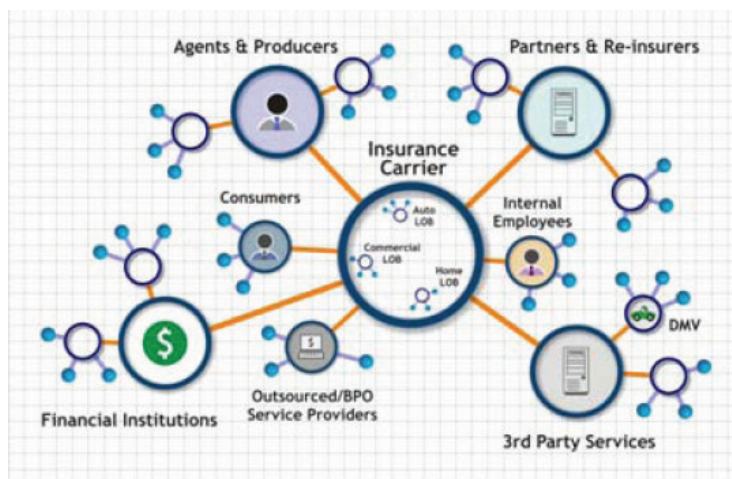 Agents & Producers
Partners & Re-insurers
Insurance
Carrier
Auto
LOB
Commercial
LOB
Home
LOB
Consumers
Internal
Employees
$
DMV
$
Outsourced/BPO
Service Providers
Financial Institutions
3rd Party Services